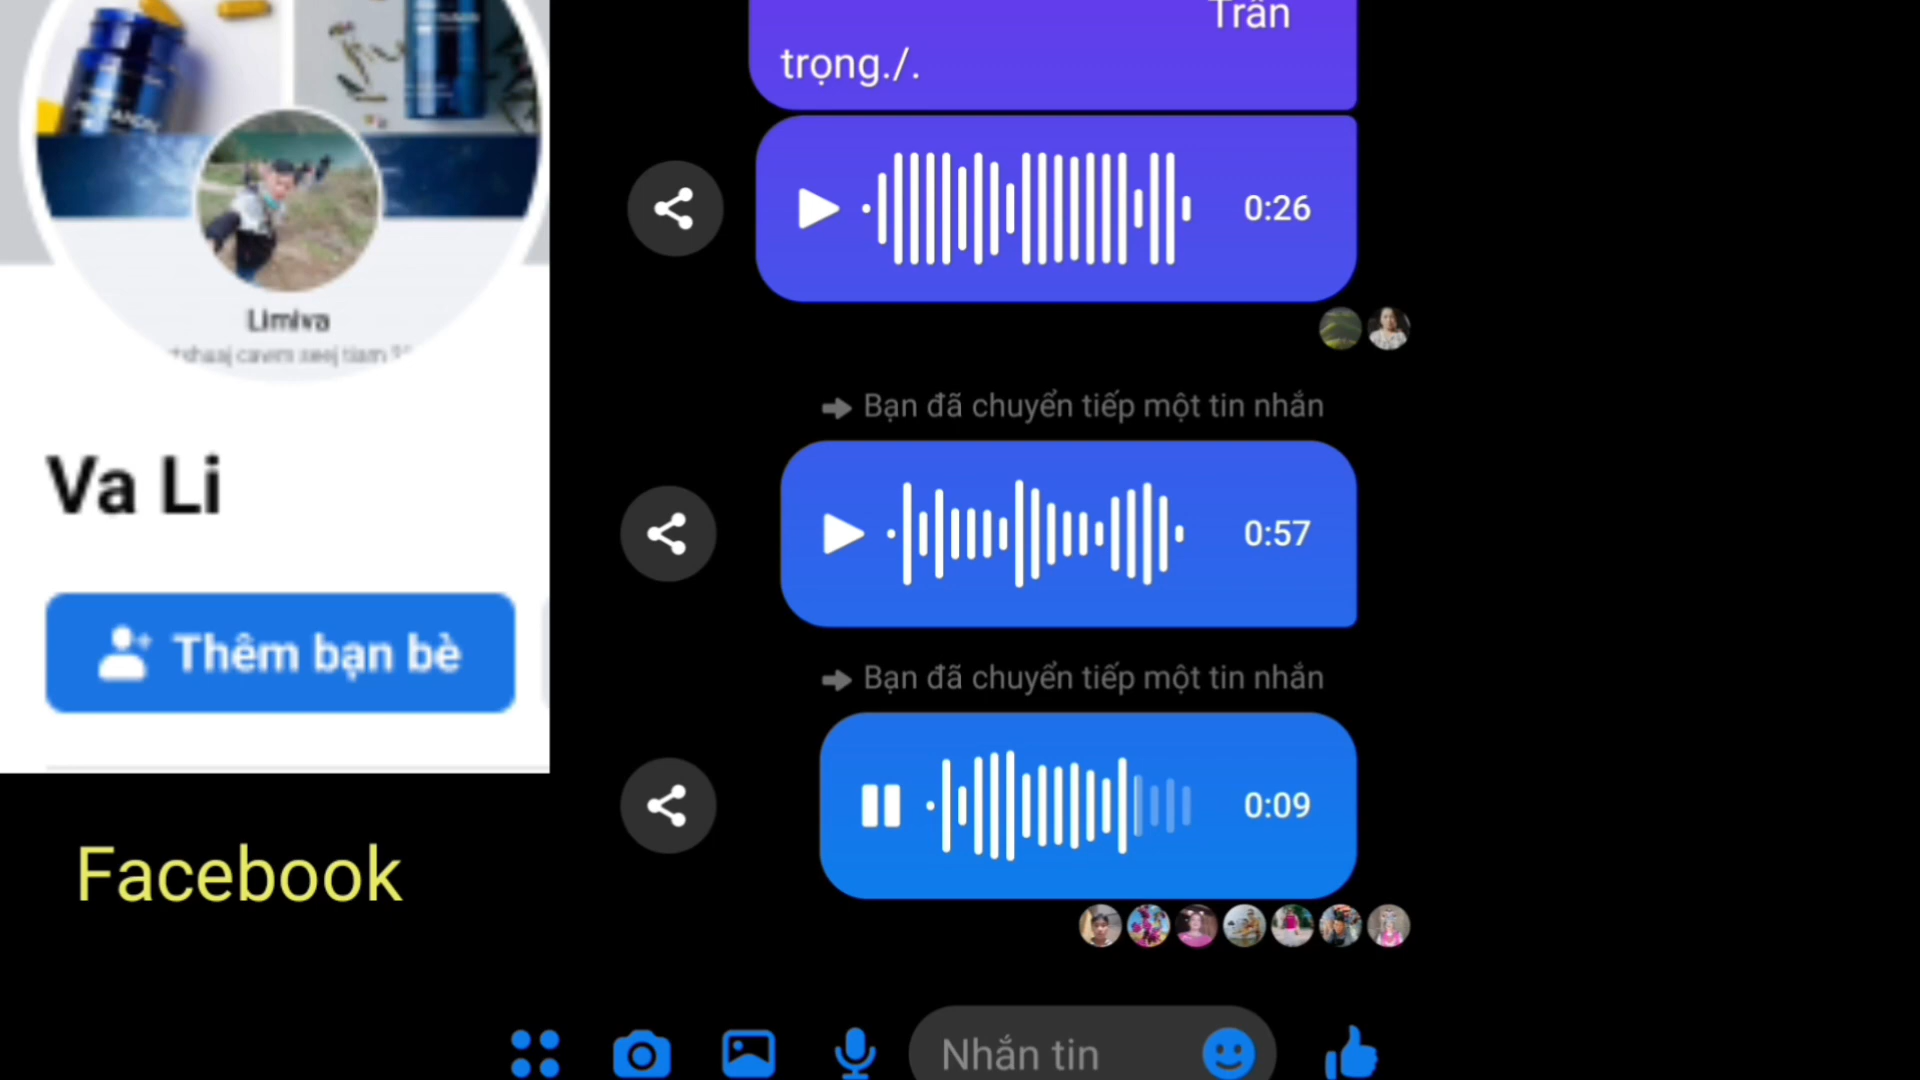 Limiva
Va Li
Thêm bạn bè
Facebook
Trân
trọng./.
0:26
Bạn đã chuyển tiếp một tin nhắn
0:57
Bạn đã chuyển tiếp một tin nhắn
0:09
Nhắn tin